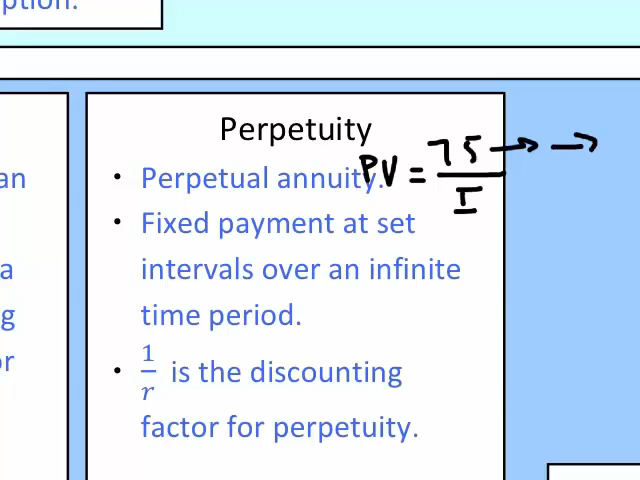 ption.
Perpetuity
an
a
g
or
• Perpetual annuity.
• Fixed payment at set
intervals over an infinite
time period.
• 1/r is the discounting
factor for perpetuity.
PV = 75 → → / I